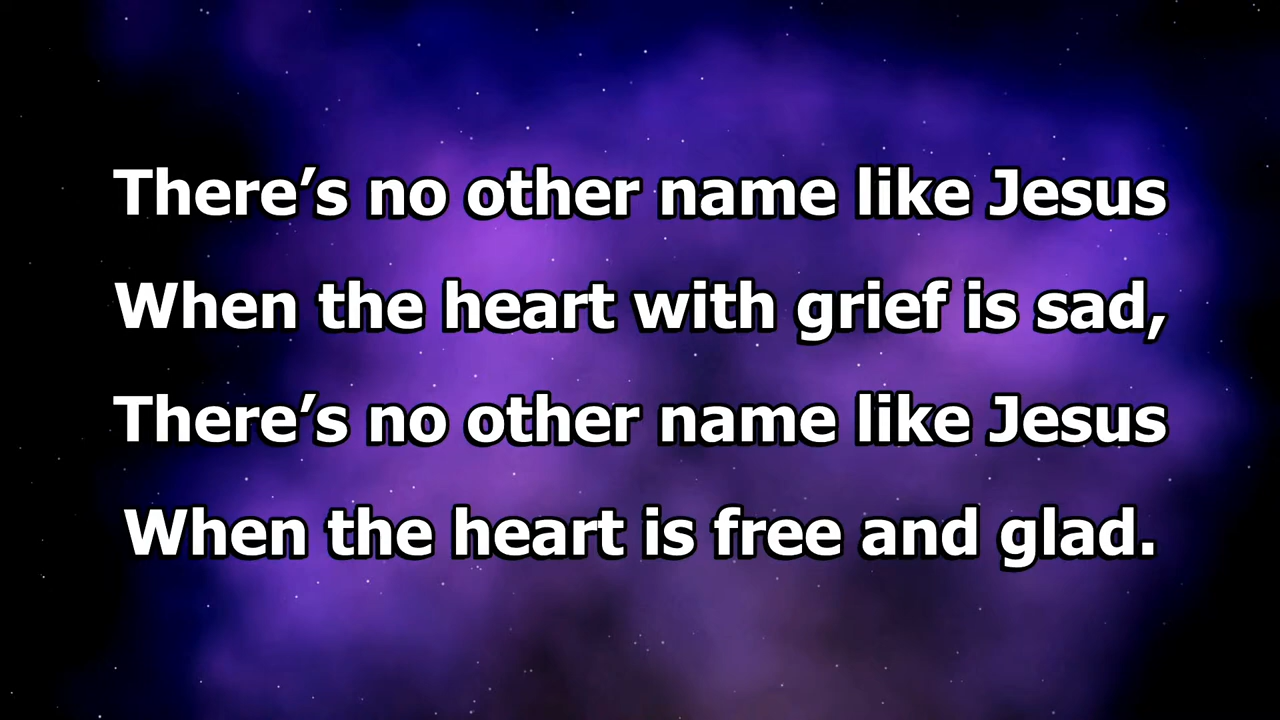 There’s no other name like Jesus
When the heart with grief is sad,
There’s no other name like Jesus
When the heart is free and glad.